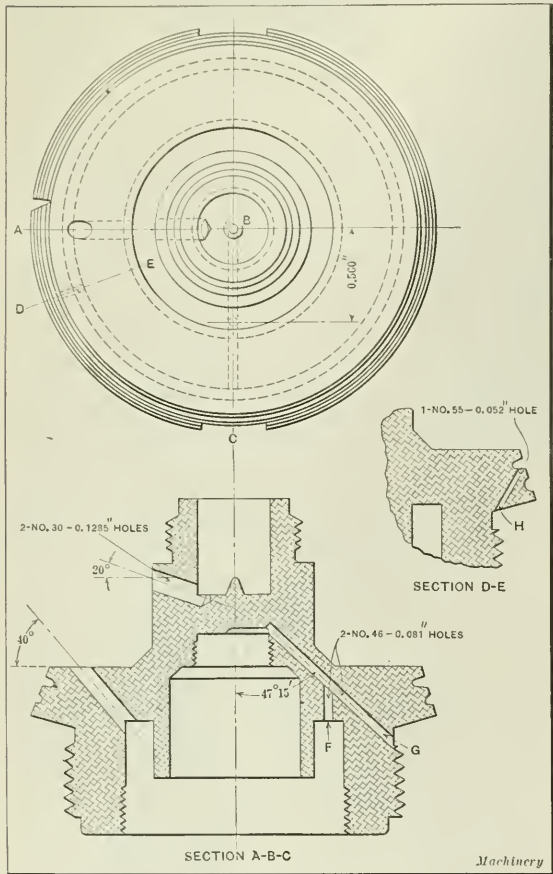 A
B
E
D
0.500"
C
1-NO.55-0.052" HOLE
H
SECTION D-E
2-NO.30-0.1285" HOLES
20°
40°
2-NO.46-0.081" HOLES
47°15'
F
G
SECTION A-B-C
Machinery